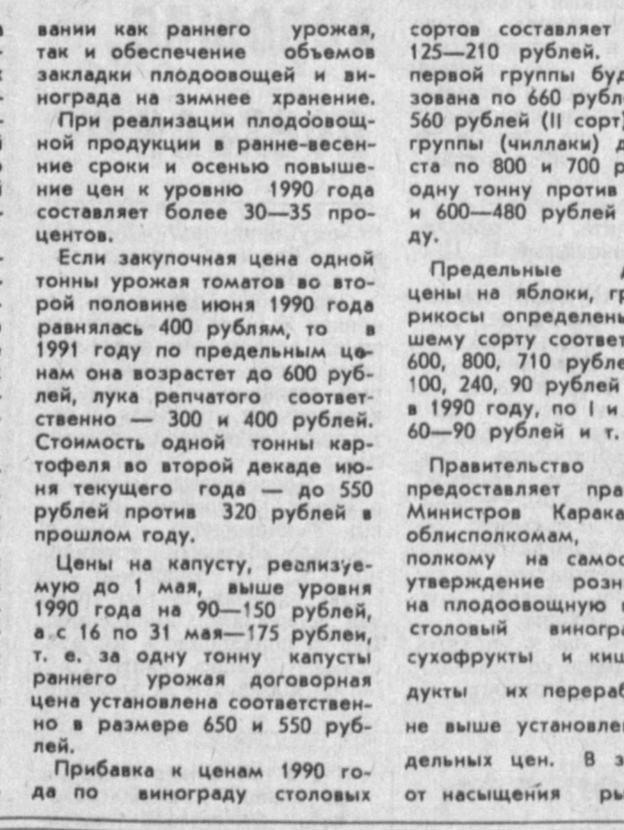 вании как раннего урожая,
так и обеспечение объемов
закладки плодоовощей и ви-
нограда на зимнее хранение.
При реализации плодоовощ-
ной продукции в ранне-весен-
ние сроки и осенью повыше-
ние цен к уровню 1990 года
составляет более 30—35 про-
центов.
Если закупочная цена одной
тонны урожая томатов во вто-
рой половине июня 1990 года
равнялась 400 рублям, то в
1991 году по предельным це-
нам она возрастет до 600 руб-
лей, лука репчатого соответ-
ственно — 300 и 400 рублей.
Стоимость одной тонны кар-
тофеля во второй декаде ию-
ня текущего года — до 550
рублей против 320 рублей в
прошлом году.
Цены на капусту, реализуе-
мую до 1 мая, выше уровня
1990 года на 90—150 рублей,
а с 16 по 31 мая—175 рублей,
т. е. за одну тонну капусты
раннего урожая договорная
цена установлена соответствен-
но в размере 650 и 550 руб-
лей.
Прибавка к ценам 1990 го-
да по винограду столовых
сортов составляет
125—210 рублей.
первой группы буд
зована по 660 рубл
560 рублей (II сорт)
группы (чиллаки) д
ста по 800 и 700 р
одну тонну против
и 600—480 рублей
ду.
Предельные д
цены на яблоки, гр
рикосы определены
шему сорту соответ
600, 800, 710 рубле
100, 240, 90 рублей
в 1990 году, по I и
60—90 рублей и т.
Правительство
предоставляет пра
Министров Карака
облисполкомам,
полкому на самос
утверждение розн
на плодоовощную
столовый виногра
сухофрукты и киш
дукты их перераб
не выше установле
дельных цен. В з
от насыщения ры